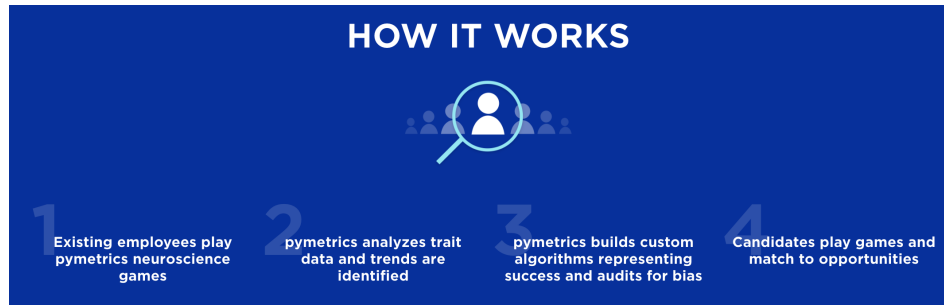 HOW IT WORKS
1
Existing employees play
pymetrics neuroscience
games
2
pymetrics analyzes trait
data and trends are
identified
3
pymetrics builds custom
algorithms representing
success and audits for bias
4
Candidates play games and
match to opportunities